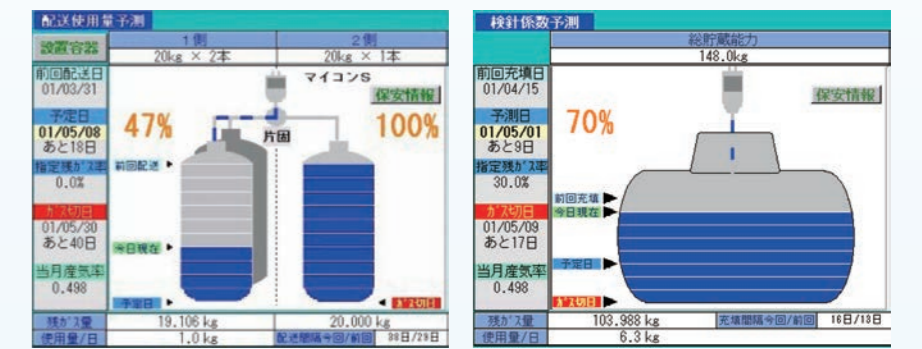 配送使用量予測
設置容器
1側
2側
20kg × 2本
20kg × 1本
前回配送日
01/03/31
予定日
01/05/08
あと18日
指定残ガス率
0.0%
ガス切日
01/05/30
あと40日
当月産気率
0.498
47%
マイコンS
保安情報
片固
100%
前回配送
今日現在
予定日
ガス切日
残ガス量
19.106 kg
20.000 kg
使用量/日
1.0 kg
配送間隔今回/前回
検針係数予測
総貯蔵能力
148.0kg
前回充填日
01/04/15
予測日
01/05/01
あと9日
指定残ガス率
30.0%
ガス切日
01/05/09
あと17日
当月産気率
0.498
70%
保安情報
前回充填
今日現在
予定日
ガス切日
残ガス量
103.988 kg
充填間隔今回/前回
16日/13日
使用量/日
6.3 kg